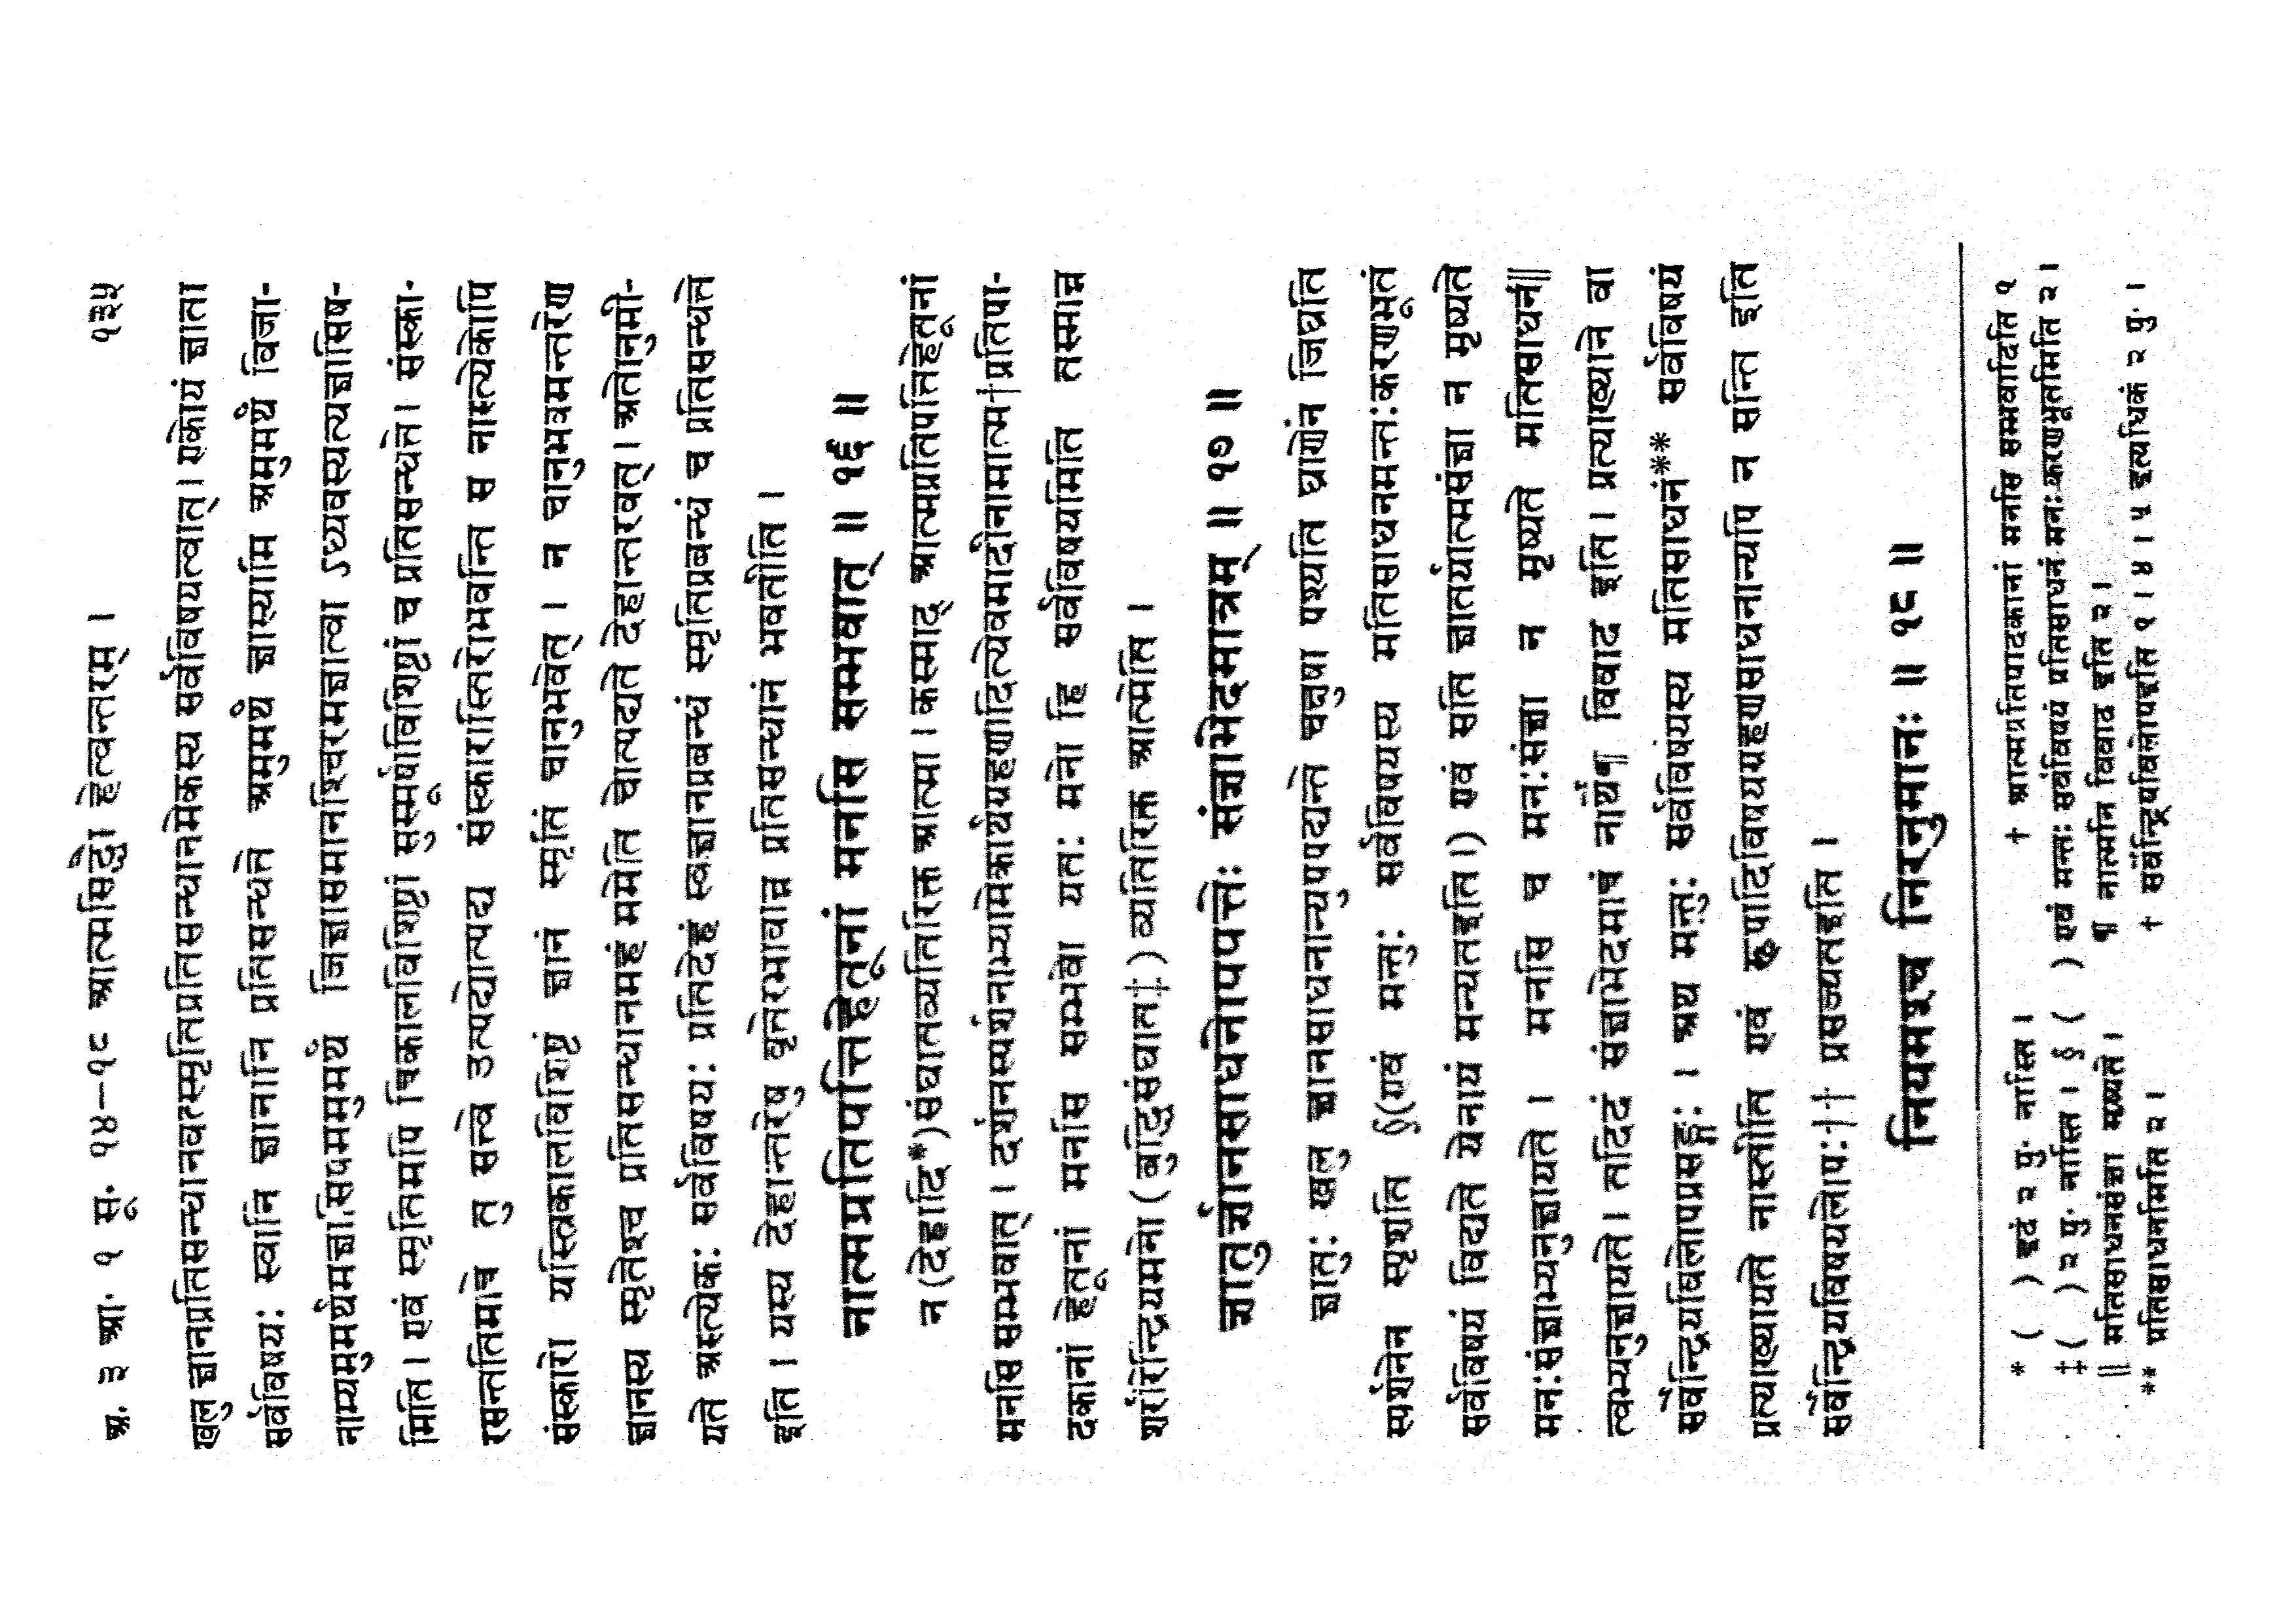 अ. ३ आ. १ सू. १४–१८ आत्मसिद्धौ हेत्वन्तरम् । १३५
खलु ज्ञानप्रतिसन्धानवत्स्मृतिप्रतिसन्धानमेकस्य सर्वविषयत्वात् । एकोयं ज्ञाता
सर्वविषयः स्वानि ज्ञानानि प्रतिसन्धत्ते अमुमर्थं ज्ञास्यामि अमुमर्थं विजा-
नाम्यमुमर्थमज्ञासिषममुमर्थं जिज्ञासमानश्चिरमज्ञात्वा ऽध्यवस्यत्यज्ञासिष-
मिति । एवं स्मृतिमपि त्रिकालविशिष्टां सुस्मूर्षाविशिष्टां च प्रतिसन्धत्ते । संस्का-
रसन्ततिमात्रे तु सत्त्वे उत्पद्योत्पद्य संस्कारास्तिरोभवन्ति स नास्त्येकोपि
संस्कारो यस्त्रिकालविशिष्टं ज्ञानं स्मृतिं चानुभवेत् । न चानुभवमन्तरेण
ज्ञानस्य स्मृतेश्च प्रतिसन्धानमहं ममेति चोत्पद्यते देहान्तरवत् । अतोनुमी-
यते अस्त्येकः सर्वविषयः प्रतिदेहं स्वज्ञानप्रबन्धं स्मृतिप्रबन्धं च प्रतिसन्धत्ते
इति । यस्य देहान्तरेषु वृत्तेरभावान्न प्रतिसन्धानं भवतीति ।
नात्मप्रतिपत्तिहेतूनां मनसि सम्भवात् ॥ १६ ॥
न (देहादि*) संघातव्यतिरिक्त आत्मा । कस्माद् आत्मप्रतिपत्तिहेतूनां
मनसि सम्भवात् । दर्शनस्पर्शनाभ्यामेकार्थग्रहणादित्येवमादीनामात्म†प्रतिपा-
दकानां हेतूनां मनसि सम्भवो यतः मनो हि सर्वविषयमिति तस्मान्न
शरीरेन्द्रियमनो ( बुद्धिसंघात‡ ) व्यतिरिक्त आत्मेति ।
ज्ञातुर्ज्ञानसाधनोपपत्तेः संज्ञाभेदमात्रम् ॥ १७ ॥
ज्ञातुः खलु ज्ञानसाधनान्युपपद्यन्ते चक्षुषा पश्यति घ्राणेन जिघ्रति
स्पर्शनेन स्पृशति §(एवं मन्तुः सर्वविषयस्य मतिसाधनमन्तःकरणभूतं
सर्वविषयं विद्यते येनायं मन्यतइति ।) एवं सति ज्ञातर्यात्मसंज्ञा न मृष्यते
मनःसंज्ञाभ्यनुज्ञायते । मनसि च मनःसंज्ञा न मृष्यते मतिसाधनं‖
त्वभ्यनुज्ञायते । तदिदं संज्ञाभेदमात्रं नार्थे¶ विवाद इति । प्रत्याख्याने वा
सर्वेन्द्रियविलोपप्रसङ्गः । अथ मन्तुः सर्वविषयस्य मतिसाधनं** सर्वविषयं
प्रत्याख्यायते नास्तीति एवं रूपादिविषयग्रहणसाधनान्यपि न सन्ति इति
सर्वेन्द्रियविषयलोपः†† प्रसज्यतइति ।
नियमश्च निरनुमानः ॥ १८ ॥
* ( ) इदं २ पु. नास्ति । † आत्मप्रतिपादकानां मनसि सम्भवादिति १
‡ ( ) २ पु. नास्ति । § ( ) एवं मन्तः सर्वविषयं प्रतिसाधनं मनः करणभूतमिति २ ।
‖ मतिसाधनसंज्ञा मृष्यते । ¶ नात्मनि विवाद इति २ ।
** प्रतिसाधनमिति २ । † सर्वेन्द्रियविलोपइति १ । ४ । ५ इत्यधिकं २ पु. ।